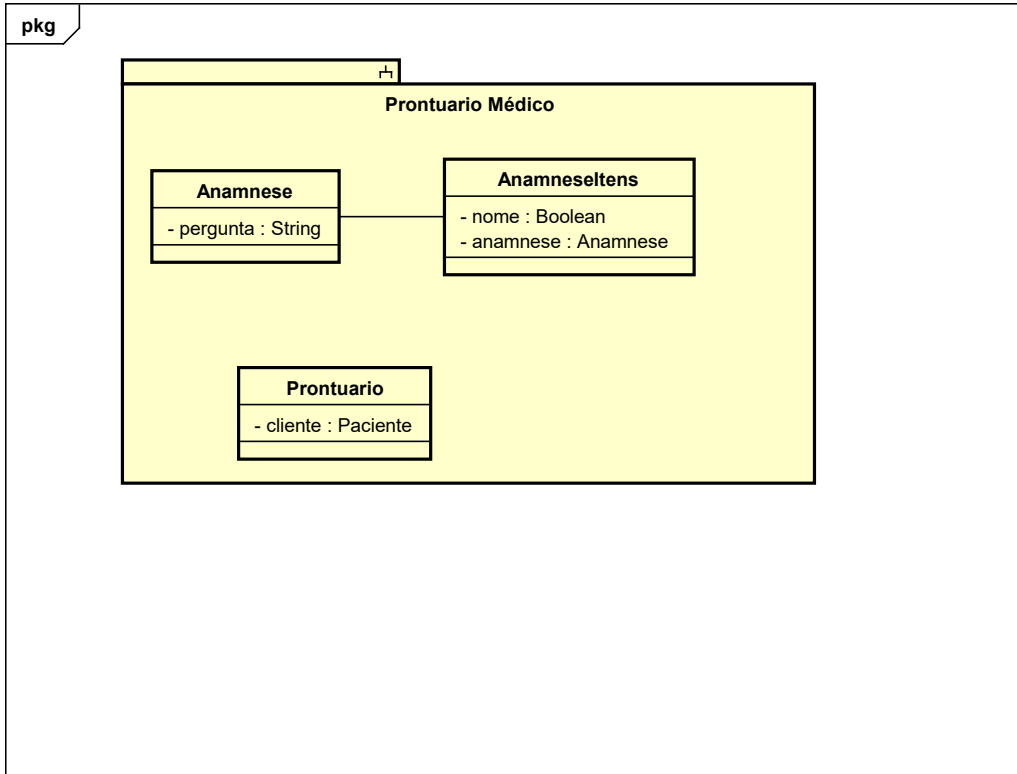 pkg
Prontuario Médico
Anamnese
- pergunta : String
AnamneseItens
- nome : Boolean
- anamnese : Anamnese
Prontuario
- cliente : Paciente